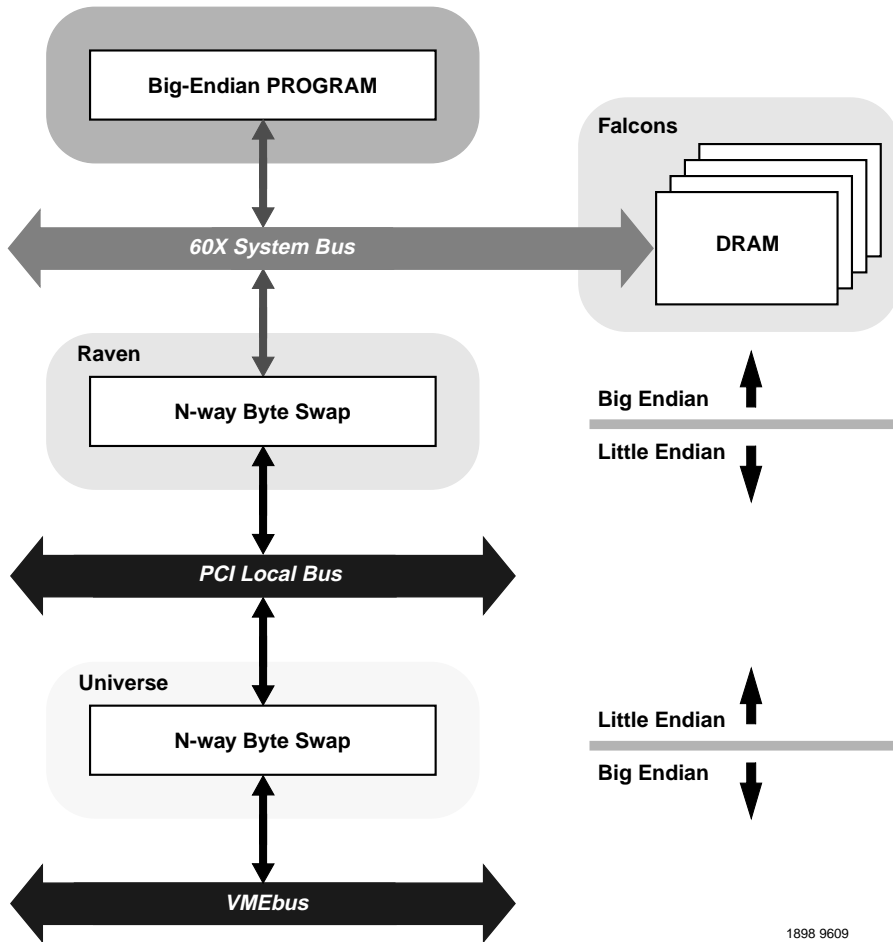 Big-Endian PROGRAM
Falcons
DRAM
60X System Bus
Raven
N-way Byte Swap
Big Endian
Little Endian
PCI Local Bus
Universe
N-way Byte Swap
Little Endian
Big Endian
VMEbus
1898 9609